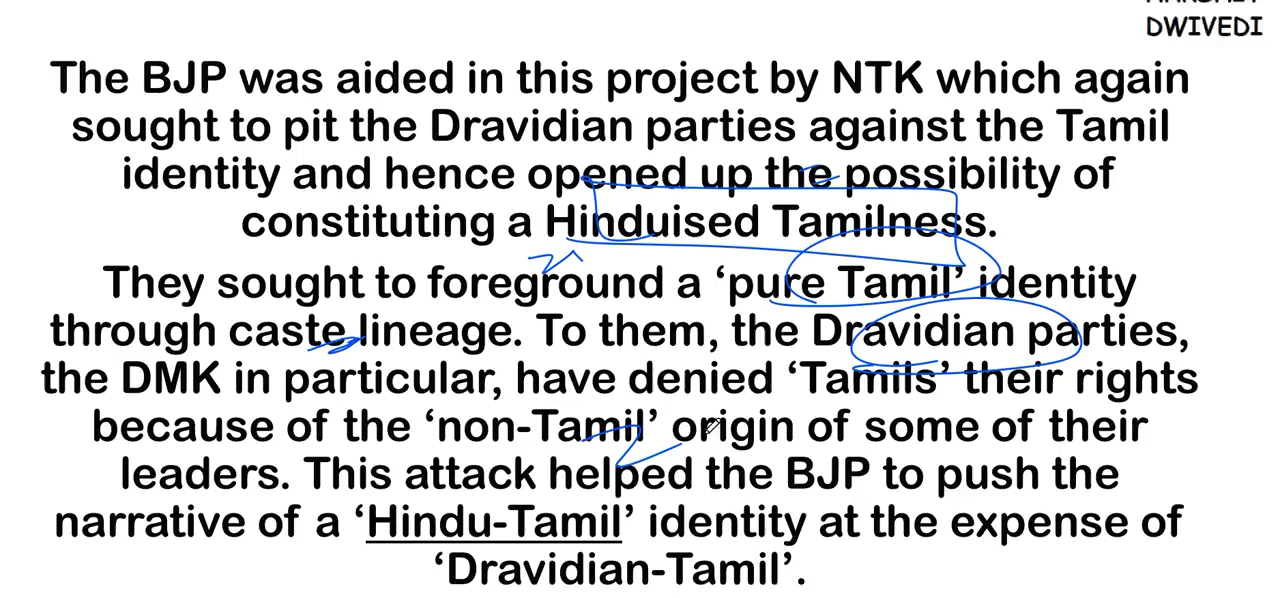 DWIVEDI
The BJP was aided in this project by NTK which again
sought to pit the Dravidian parties against the Tamil
identity and hence opened up the possibility of
constituting a Hinduised Tamilness.
They sought to foreground a ‘pure Tamil’ identity
through caste lineage. To them, the Dravidian parties,
the DMK in particular, have denied ‘Tamils’ their rights
because of the ‘non-Tamil’ origin of some of their
leaders. This attack helped the BJP to push the
narrative of a ‘Hindu-Tamil’ identity at the expense of
‘Dravidian-Tamil’.